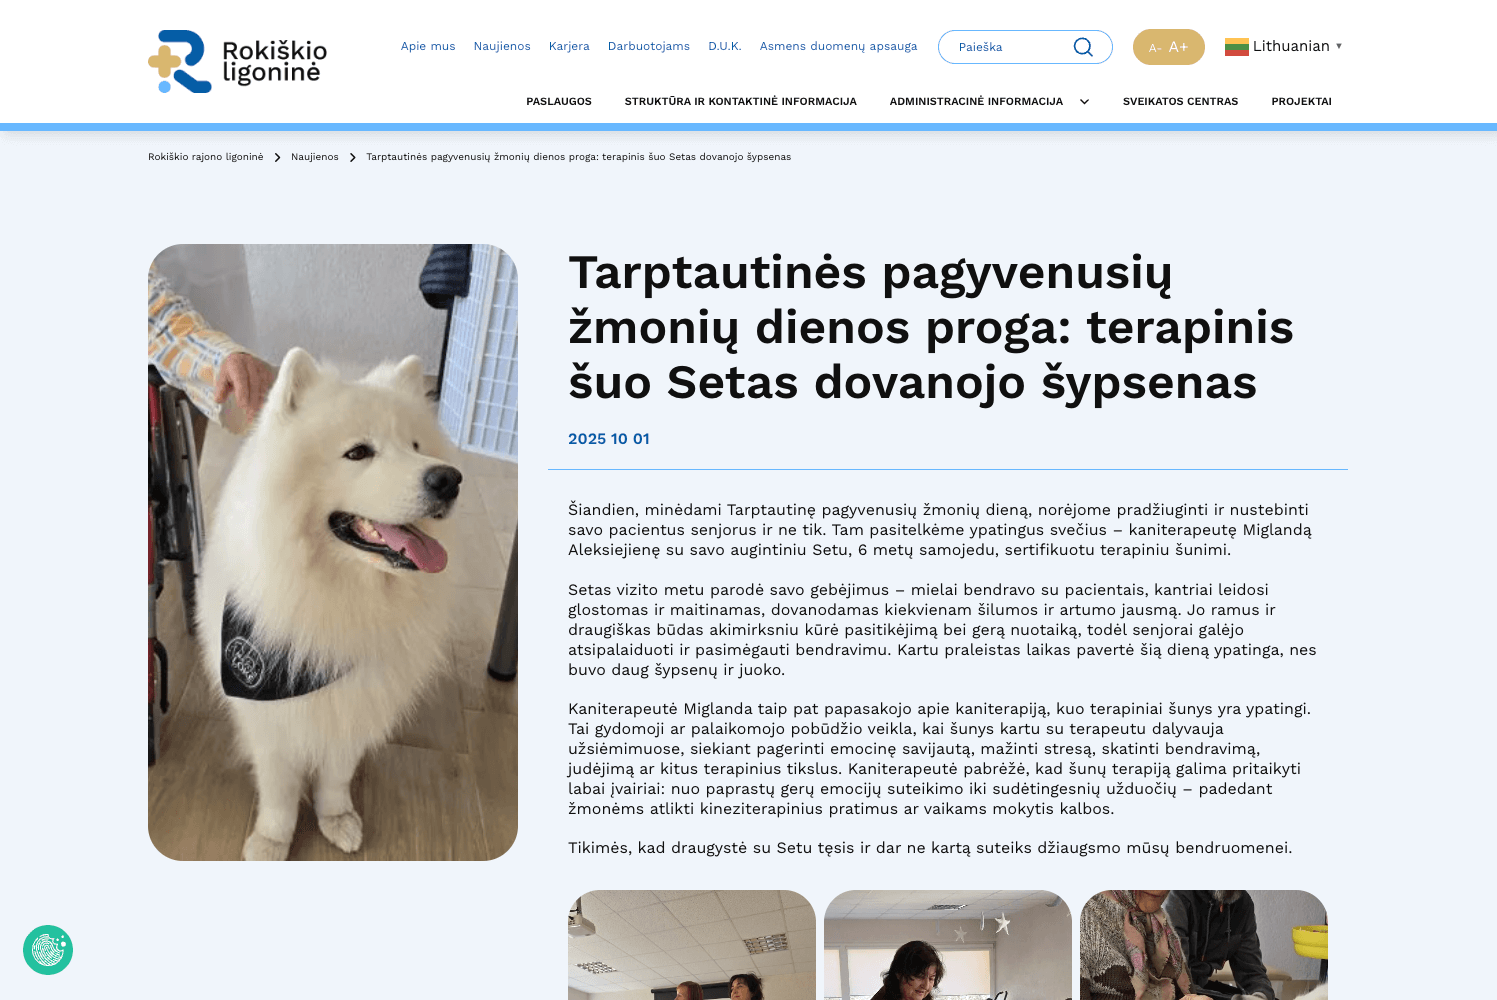 Rokiškio
ligoninė
Apie mus
Naujienos
Karjera
Darbuotojams
D.U.K.
Asmens duomenų apsauga
Paieška
A-
A+
Lithuanian
PASLAUGOS
STRUKTŪRA IR KONTAKTINĖ INFORMACIJA
ADMINISTRACINĖ INFORMACIJA
SVEIKATOS CENTRAS
PROJEKTAI
Rokiškio rajono ligoninė
Naujienos
Tarptautinės pagyvenusių žmonių dienos proga: terapinis šuo Setas dovanojo šypsenas
Tarptautinės pagyvenusių
žmonių dienos proga: terapinis
šuo Setas dovanojo šypsenas
2025 10 01
Šiandien, minėdami Tarptautinę pagyvenusių žmonių dieną, norėjome pradžiuginti ir nustebinti
savo pacientus senjorus ir ne tik. Tam pasitelkėme ypatingus svečius – kaniterapeutę Miglandą
Aleksiejienę su savo augintiniu Setu, 6 metų samojedu, sertifikuotu terapiniu šunimi.
Setas vizito metu parodė savo gebėjimus – mielai bendravo su pacientais, kantriai leidosi
glostomas ir maitinamas, dovanodamas kiekvienam šilumos ir artumo jausmą. Jo ramus ir
draugiškas būdas akimirksniu kūrė pasitikėjimą bei gerą nuotaiką, todėl senjorai galėjo
atsipalaiduoti ir pasimėgauti bendravimu. Kartu praleistas laikas pavertė šią dieną ypatinga, nes
buvo daug šypsenų ir juoko.
Kaniterapeutė Miglanda taip pat papasakojo apie kaniterapiją, kuo terapiniai šunys yra ypatingi.
Tai gydomoji ar palaikomojo pobūdžio veikla, kai šunys kartu su terapeutu dalyvauja
užsiėmimuose, siekiant pagerinti emocinę savijautą, mažinti stresą, skatinti bendravimą,
judėjimą ar kitus terapinius tikslus. Kaniterapeutė pabrėžė, kad šunų terapiją galima pritaikyti
labai įvairiai: nuo paprastų gerų emocijų suteikimo iki sudėtingesnių užduočių – padedant
žmonėms atlikti kineziterapinius pratimus ar vaikams mokytis kalbos.
Tikimės, kad draugystė su Setu tęsis ir dar ne kartą suteiks džiaugsmo mūsų bendruomenei.